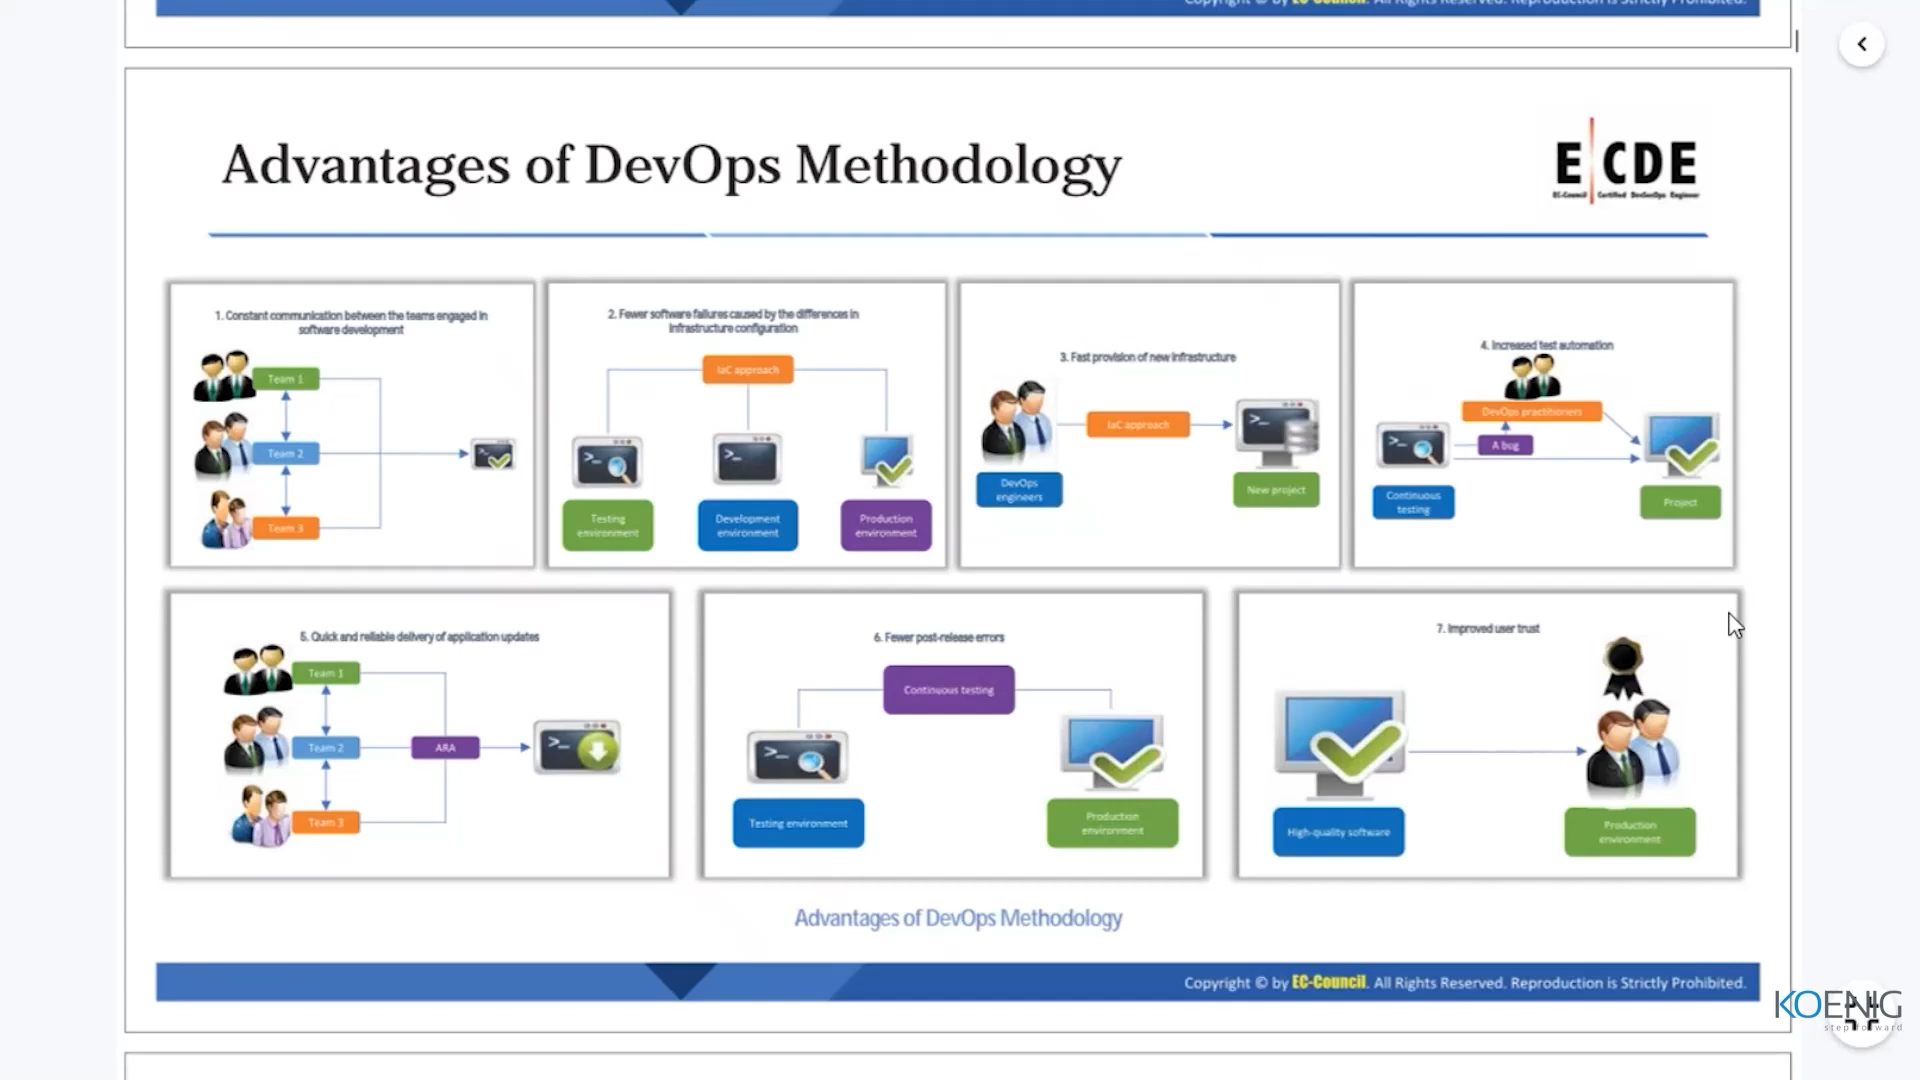 Copyright © by EC-Council. All Rights Reserved. Reproduction is Strictly Prohibited.
Advantages of DevOps Methodology
E CDE
EC-Council Certified DevSecOps Engineer
1. Constant communication between the teams engaged in
software development
Team 1
Team 2
Team 3
2. Fewer software failures caused by the differences in
infrastructure configuration
IaC approach
Testing
environment
Development
environment
Production
environment
3. Fast provision of new infrastructure
IaC approach
DevOps
engineers
New project
4. Increased test automation
DevOps practitioners
A bug
Continuous
testing
Project
5. Quick and reliable delivery of application updates
Team 1
Team 2
ARA
Team 3
6. Fewer post-release errors
Continuous testing
Testing environment
Production
environment
7. Improved user trust
High-quality software
Production
environment
Advantages of DevOps Methodology
Copyright © by EC-Council. All Rights Reserved. Reproduction is Strictly Prohibited.
KOENIG
step forward